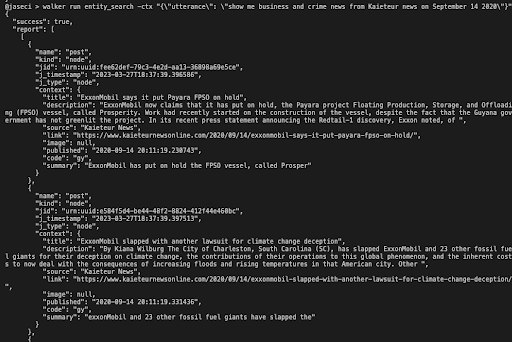 @jaseci > walker run entity_search -ctx "{\"utterance\": \"show me business and crime news from Kaieteur news on September 14 2020\"}"
{
"success": true,
"report": [
[
{
"name": "post",
"kind": "node",
"jid": "urn:uuid:fee62def-79c3-4e2d-aa13-36098a69e5ce",
"j_timestamp": "2023-03-27T18:37:39.396586",
"j_type": "node",
"context": {
"title": "ExxonMobil says it put Payara FPSO on hold",
"description": "ExxonMobil now claims that it has put on hold, the Payara project Floating Production, Storage, and Offloadi
ng (FPSO) vessel, called Prosperity. Work had recently started on the construction of the vessel, despite the fact that the Guyana gov
ernment has not greenlit the project. In its recent press statement announcing the Redtail-1 discovery, Exxon noted, of ",
"source": "Kaieteur News",
"link": "https://www.kaieteurnewsonline.com/2020/09/14/exxonmobil-says-it-put-payara-fpso-on-hold/",
"image": null,
"published": "2020-09-14 20:11:19.230743",
"code": "gy",
"summary": "ExxonMobil has put on hold the FPSO vessel, called Prosper"
}
},
{
"name": "post",
"kind": "node",
"jid": "urn:uuid:e584f5d4-be44-48f2-8824-412f44e460bc",
"j_timestamp": "2023-03-27T18:37:39.397513",
"j_type": "node",
"context": {
"title": "ExxonMobil slapped with another lawsuit for climate change deception",
"description": "By Kiama Wilburg The City of Charleston, South Carolina (SC), has slapped ExxonMobil and 23 other fossil fue
l giants for their deception on climate change, the contributions of their operations to this global phenomenon, and the inherent cost
s to now deal with the consequences of increasing floods and rising temperatures in that American city. Other ",
"source": "Kaieteur News",
"link": "https://www.kaieteurnewsonline.com/2020/09/14/exxonmobil-slapped-with-another-lawsuit-for-climate-change-deception/
",
"image": null,
"published": "2020-09-14 20:11:19.331436",
"code": "gy",
"summary": "exxonmobil and 23 other fossil fuel giants have slapped the"
}
},
{